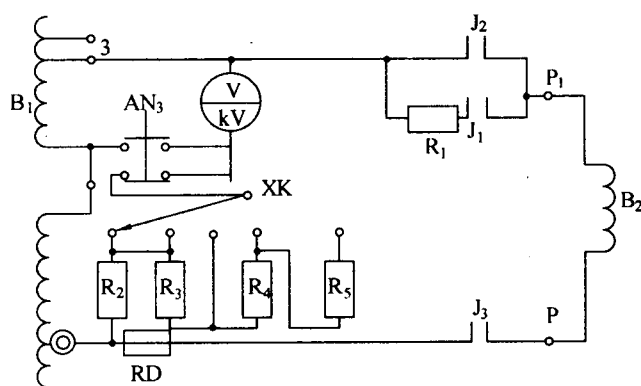 3
J₂
V
kV
P₁
AN₃
B₁
R₁
J₁
XK
B₂
R₂
R₃
R₄
R₅
J₃
P
RD